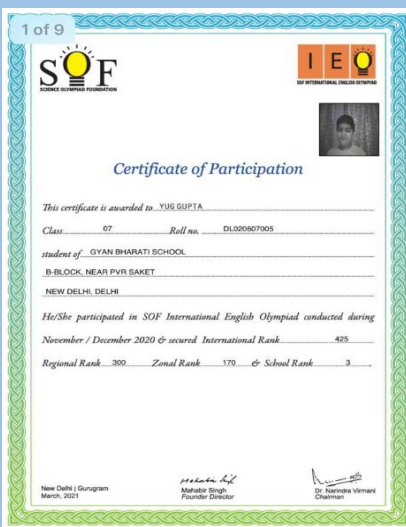 1 of 9
SOF
SCIENCE OLYMPIAD FOUNDATION
IEO
SOF INTERNATIONAL ENGLISH OLYMPIAD
Certificate of Participation
This certificate is awarded to YUG GUPTA
Class 07 Roll no. DL020607005
student of GYAN BHARATI SCHOOL
B-BLOCK, NEAR PVR SAKET
NEW DELHI, DELHI
He/She participated in SOF International English Olympiad conducted during
November / December 2020 & secured International Rank 425
Regional Rank 300 Zonal Rank 170 & School Rank 3.
New Delhi | Gurugram
March, 2021
Mahabir Singh
Founder Director
Dr. Narindra Virmani
Chairman